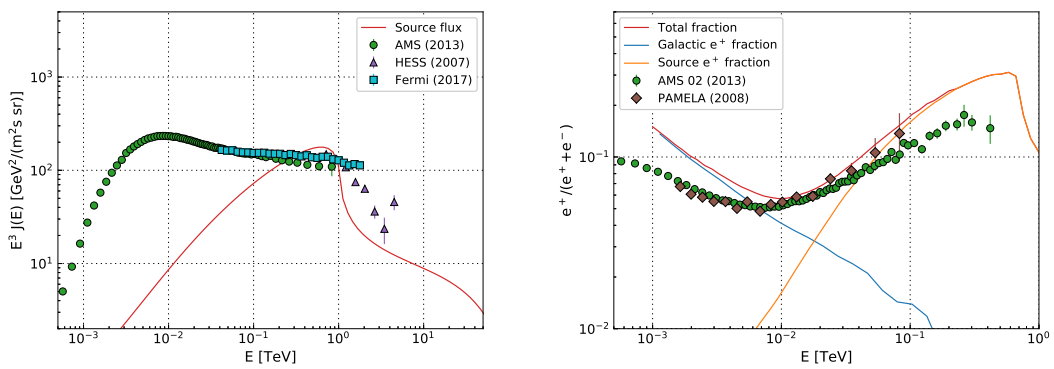 Source flux
AMS (2013)
HESS (2007)
Fermi (2017)
E³ J(E) [GeV²/(m²s sr)]
10³
10²
10¹
10⁻³ 10⁻² 10⁻¹ 10⁰ 10¹
E [TeV]
Total fraction
Galactic e⁺ fraction
Source e⁺ fraction
AMS 02 (2013)
PAMELA (2008)
e⁺/(e⁺+e⁻)
10⁻¹
10⁻²
10⁻³ 10⁻² 10⁻¹ 10⁰
E [TeV]